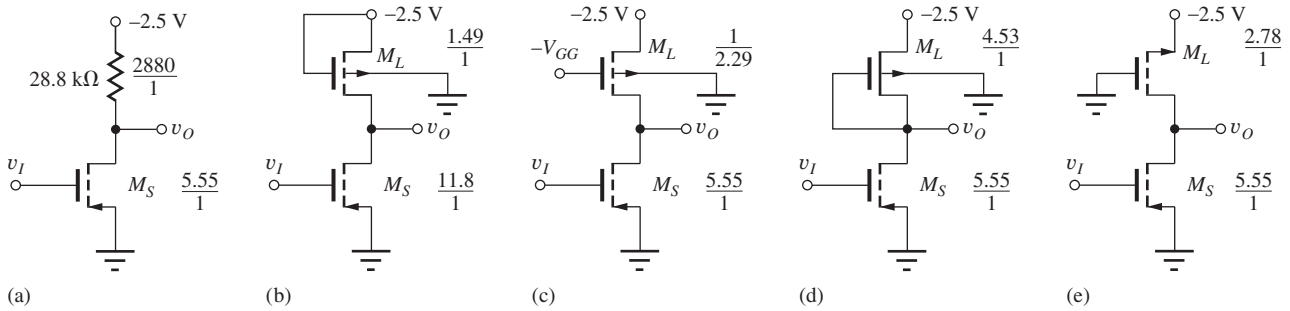 −2.5 V
28.8 kΩ
2880
1
v_O
v_I
M_S
5.55
1
(a)
−2.5 V
1.49
1
M_L
v_O
v_I
M_S
11.8
1
(b)
−2.5 V
−V_GG
M_L
1
2.29
v_O
v_I
M_S
5.55
1
(c)
−2.5 V
4.53
1
M_L
v_O
v_I
M_S
5.55
1
(d)
−2.5 V
2.78
1
M_L
v_O
v_I
M_S
5.55
1
(e)